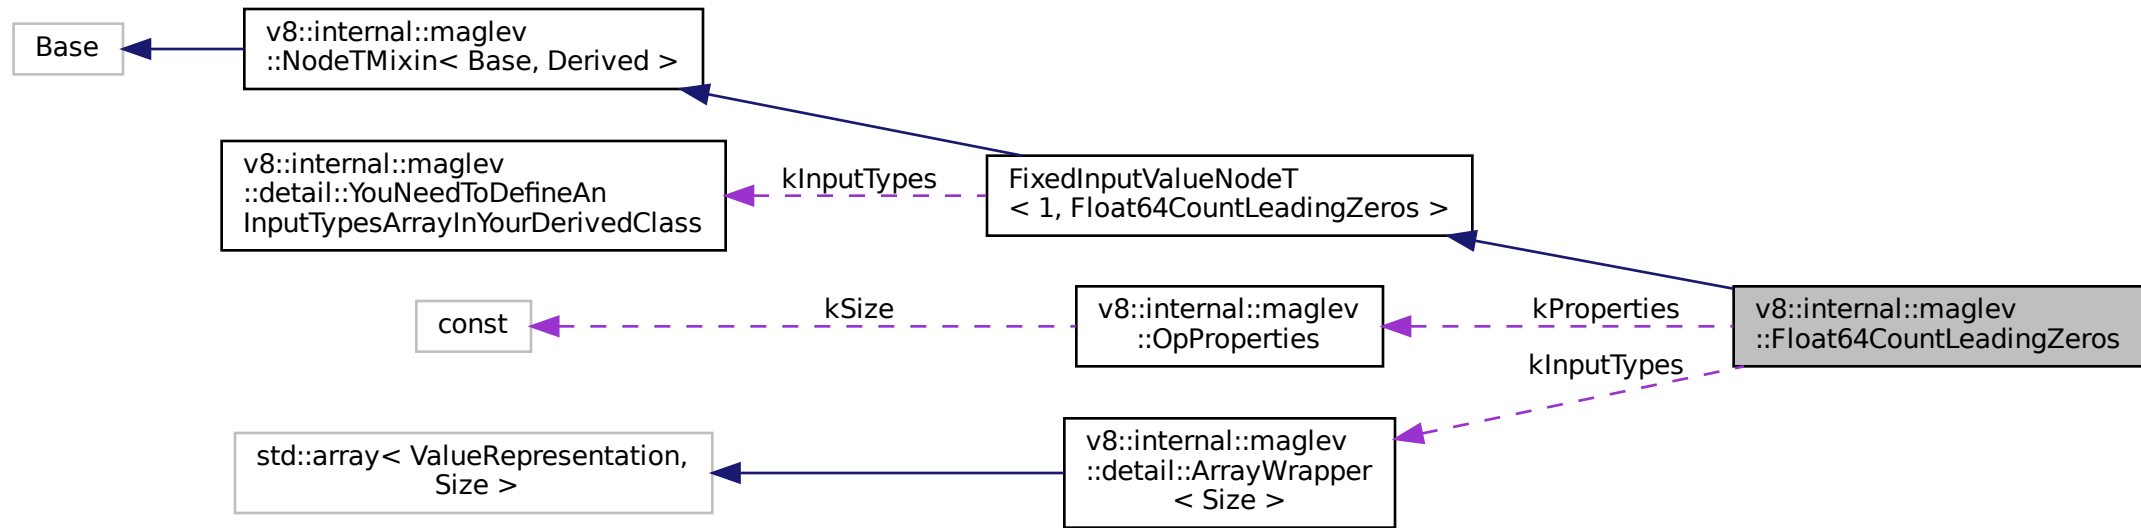 Base
v8::internal::maglev
::NodeTMixin< Base, Derived >
v8::internal::maglev
::detail::YouNeedToDefineAn
InputTypesArrayInYourDerivedClass
kInputTypes
FixedInputValueNodeT
< 1, Float64CountLeadingZeros >
const
kSize
v8::internal::maglev
::OpProperties
kProperties
v8::internal::maglev
::Float64CountLeadingZeros
kInputTypes
std::array< ValueRepresentation,
Size >
v8::internal::maglev
::detail::ArrayWrapper
< Size >